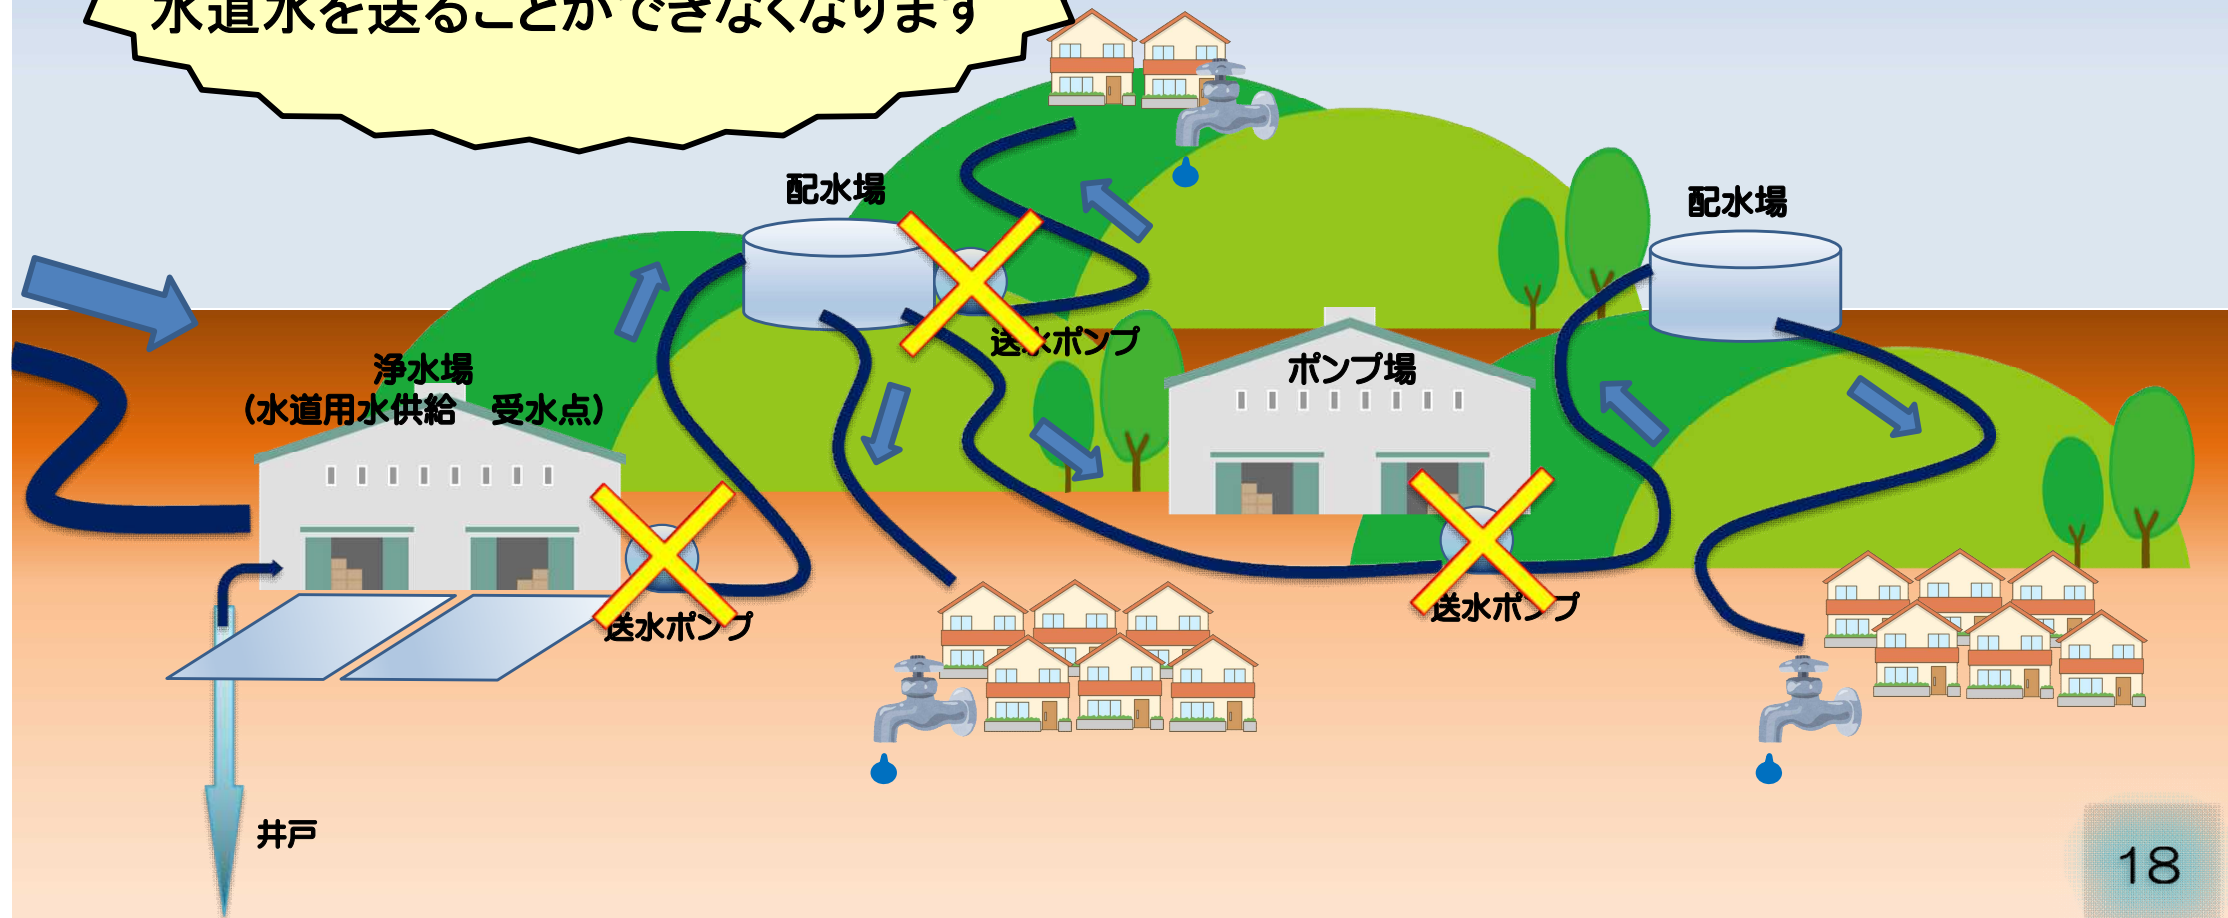 水道水を送ることができなくなります
配水場
配水場
送水ポンプ
ポンプ場
浄水場
（水道用水供給　受水点）
送水ポンプ
送水ポンプ
井戸
18